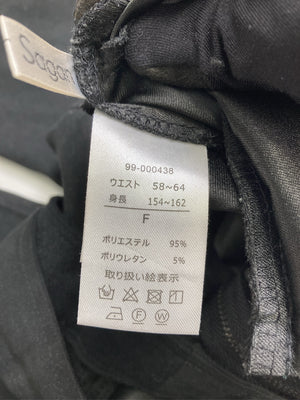 Sagan
99-000438
ウエスト 58~64
身長 154~162
F
ポリエステル 95%
ポリウレタン 5%
取り扱い絵表示
F W